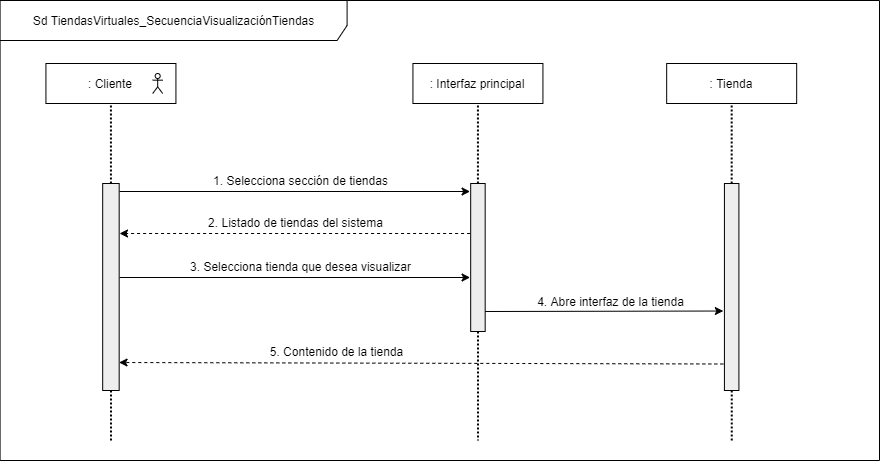 Sd TiendasVirtuales_SecuenciaVisualizaciónTiendas
: Cliente
: Interfaz principal
: Tienda
1. Selecciona sección de tiendas
2. Listado de tiendas del sistema
3. Selecciona tienda que desea visualizar
4. Abre interfaz de la tienda
5. Contenido de la tienda